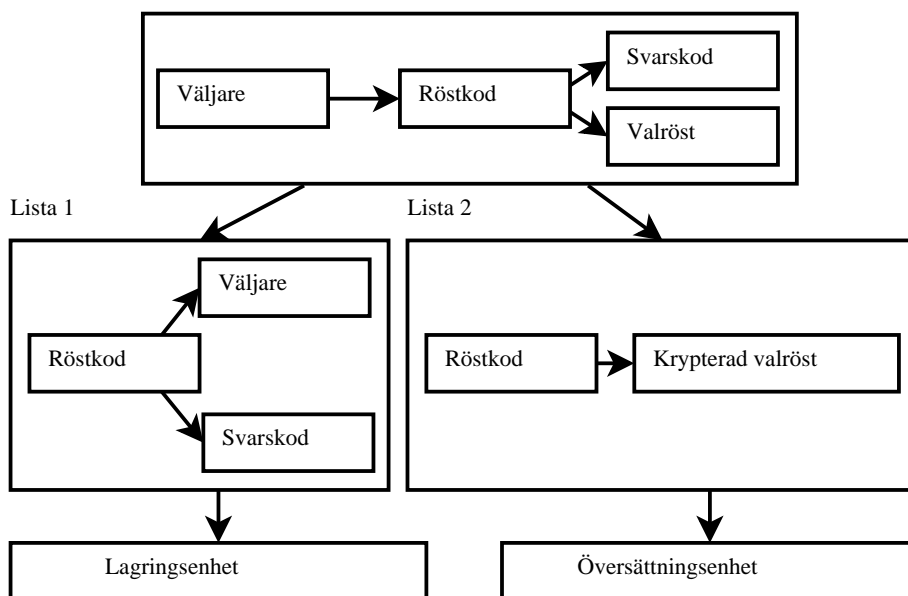 Svarskod
Väljare
Röstkod
Valröst
Lista 1
Lista 2
Väljare
Röstkod
Svarskod
Röstkod
Krypterad valröst
Lagringsenhet
Översättningsenhet